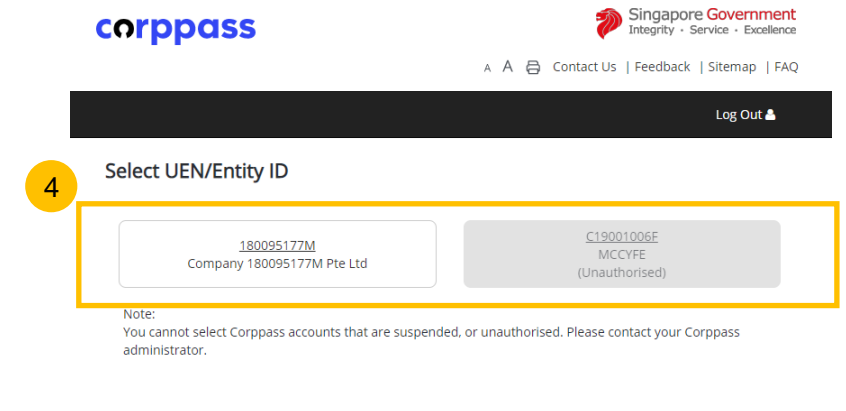 corppass
Singapore Government
Integrity · Service · Excellence
A A Contact Us | Feedback | Sitemap | FAQ
Log Out
Select UEN/Entity ID
4
180095177M
Company 180095177M Pte Ltd
C19001006F
MCCYFE
(Unauthorised)
Note:
You cannot select Corppass accounts that are suspended, or unauthorised. Please contact your Corppass
administrator.